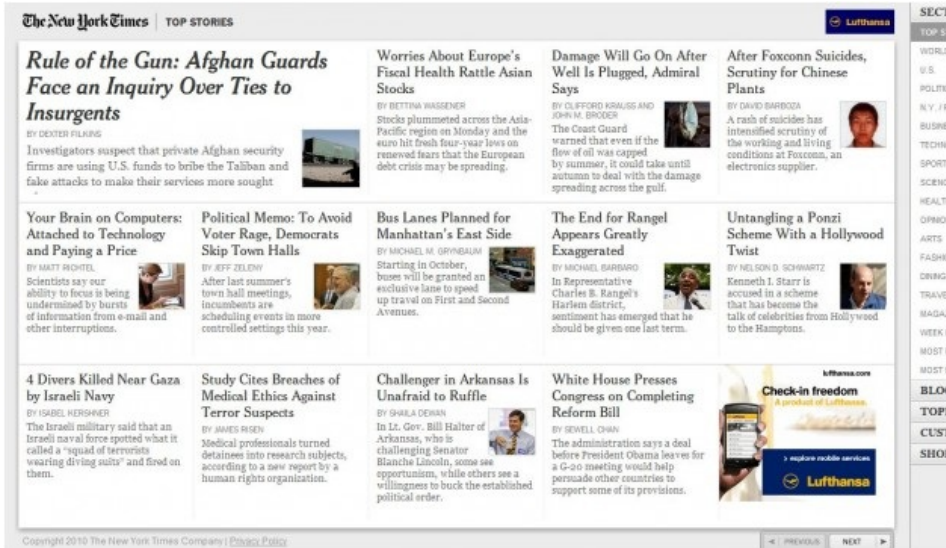 The New York Times
TOP STORIES
Lufthansa
Rule of the Gun: Afghan Guards
Face an Inquiry Over Ties to
Insurgents
BY DEXTER FILKINS
Investigators suspect that private Afghan security
firms are using U.S. funds to bribe the Taliban and
fake attacks to make their services more sought
Worries About Europe's
Fiscal Health Rattle Asian
Stocks
BY BETTINA WASSENER
Stocks plummeted across the Asia-
Pacific region on Monday and the
euro hit fresh four-year lows on
renewed fears that the European
debt crisis may be spreading.
Damage Will Go On After
Well Is Plugged, Admiral
Says
BY CLIFFORD KRAUSS AND
JOHN M. BRODER
The Coast Guard
warned that even if the
flow of oil was capped
by summer, it could take until
autumn to deal with the damage
spreading across the gulf.
After Foxconn Suicides,
Scrutiny for Chinese
Plants
BY DAVID BARBOZA
A rash of suicides has
intensified scrutiny of
the working and living
conditions at Foxconn, an
electronics supplier.
Your Brain on Computers:
Attached to Technology
and Paying a Price
BY MATT RICHTEL
Scientists say our
ability to focus is being
undermined by bursts
of information from e-mail and
other interruptions.
Political Memo: To Avoid
Voter Rage, Democrats
Skip Town Halls
BY JEFF ZELENY
After last summer's
town hall meetings,
incumbents are
scheduling events in more
controlled settings this year.
Bus Lanes Planned for
Manhattan's East Side
BY MICHAEL M. GRYNBAUM
Starting in October,
buses will be granted an
exclusive lane to speed
up travel on First and Second
Avenues.
The End for Rangel
Appears Greatly
Exaggerated
BY MICHAEL BARBARO
In Representative
Charles B. Rangel's
Harlem district,
sentiment has emerged that he
should be given one last term.
Untangling a Ponzi
Scheme With a Hollywood
Twist
BY NELSON D. SCHWARTZ
Kenneth I. Starr is
accused in a scheme
that has become the
talk of celebrities from Hollywood
to the Hamptons.
4 Divers Killed Near Gaza
by Israeli Navy
BY ISABEL KERSHNER
The Israeli military said that an
Israeli naval force spotted what it
called a "squad of terrorists
wearing diving suits" and fired on
them.
Study Cites Breaches of
Medical Ethics Against
Terror Suspects
BY JAMES RISEN
Medical professionals turned
detainees into research subjects,
according to a new report by a
human rights organization.
Challenger in Arkansas Is
Unafraid to Ruffle
BY SHAILA DEWAN
In Lt. Gov. Bill Halter of
Arkansas, who is
challenging Senator
Blanche Lincoln, some see
opportunism, while others see a
willingness to buck the established
political order.
White House Presses
Congress on Completing
Reform Bill
BY SEWELL CHAN
The administration says a deal
before President Obama leaves for
a G-20 meeting would help
persuade other countries to
support some of its provisions.
lufthansa.com
Check-in freedom
A product of Lufthansa.
> explore mobile services
Lufthansa
Copyright 2010 The New York Times Company | Privacy Policy
< PREVIOUS
NEXT >
SECT
TOP S
WORL
U.S.
POLITI
N.Y. / R
BUSINE
TECHN
SPORT
SCIENC
HEALT
OPINIO
ARTS
FASHI
DINING
TRAVE
MAGA
WEEK
MOST
MOST
BLO
TOPI
CUST
SHO